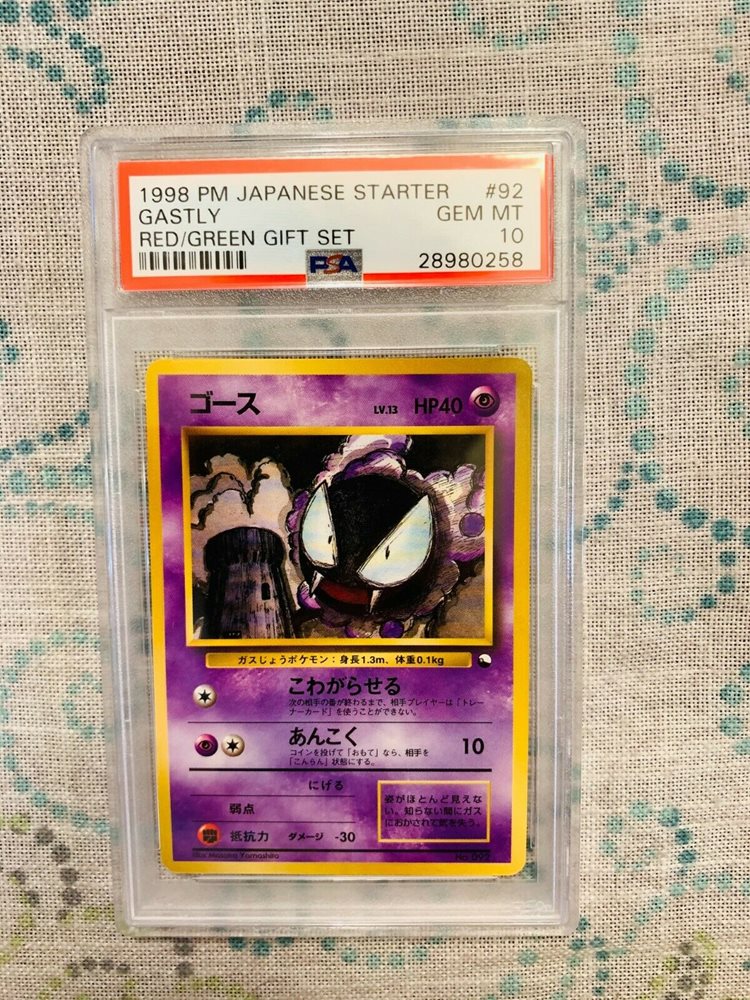 1998 PM JAPANESE STARTER #92
GASTLY GEM MT
RED/GREEN GIFT SET 10
PSA 28980258
ゴース LV.13 HP40
ガスじょうポケモン：身長1.3m、体重0.1kg
こわがらせる
次の相手の番が終わるまで、相手プレイヤーは「トレー
ナーカード」を使うことができない。
あんこく 10
コインを投げて「おもて」なら、相手を
「こんらん」状態にする。
にげる
弱点
抵抗力 ダメージ -30
姿がほとんど見えな
い。知らない間にガス
におかされて気を失う。
Illus. Masako Yamashita No.092